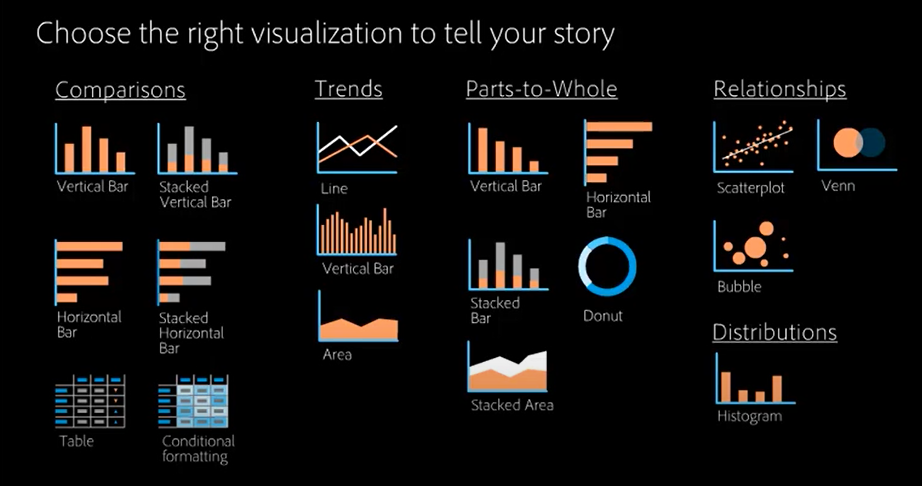 Choose the right visualization to tell your story
Comparisons
Vertical Bar
Stacked
Vertical Bar
Horizontal
Bar
Stacked
Horizontal
Bar
Table
Conditional
formatting
Trends
Line
Vertical Bar
Area
Parts-to-Whole
Vertical Bar
Horizontal
Bar
Stacked
Bar
Donut
Stacked Area
Relationships
Scatterplot
Venn
Bubble
Distributions
Histogram